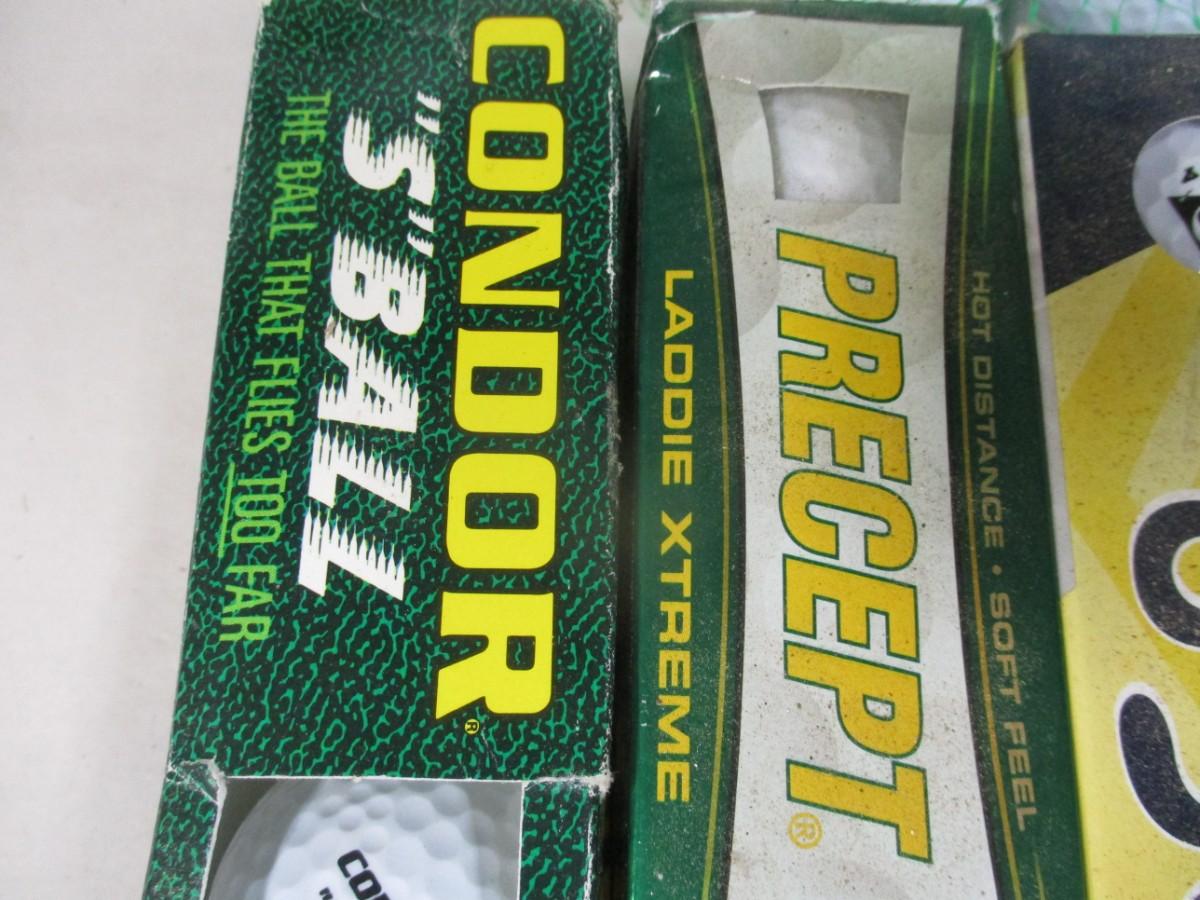 CONDOR®
"S" BALL
THE BALL THAT FLIES TOO FAR
HOT DISTANCE • SOFT FEEL
PRECEPT®
LADDIE XTREME